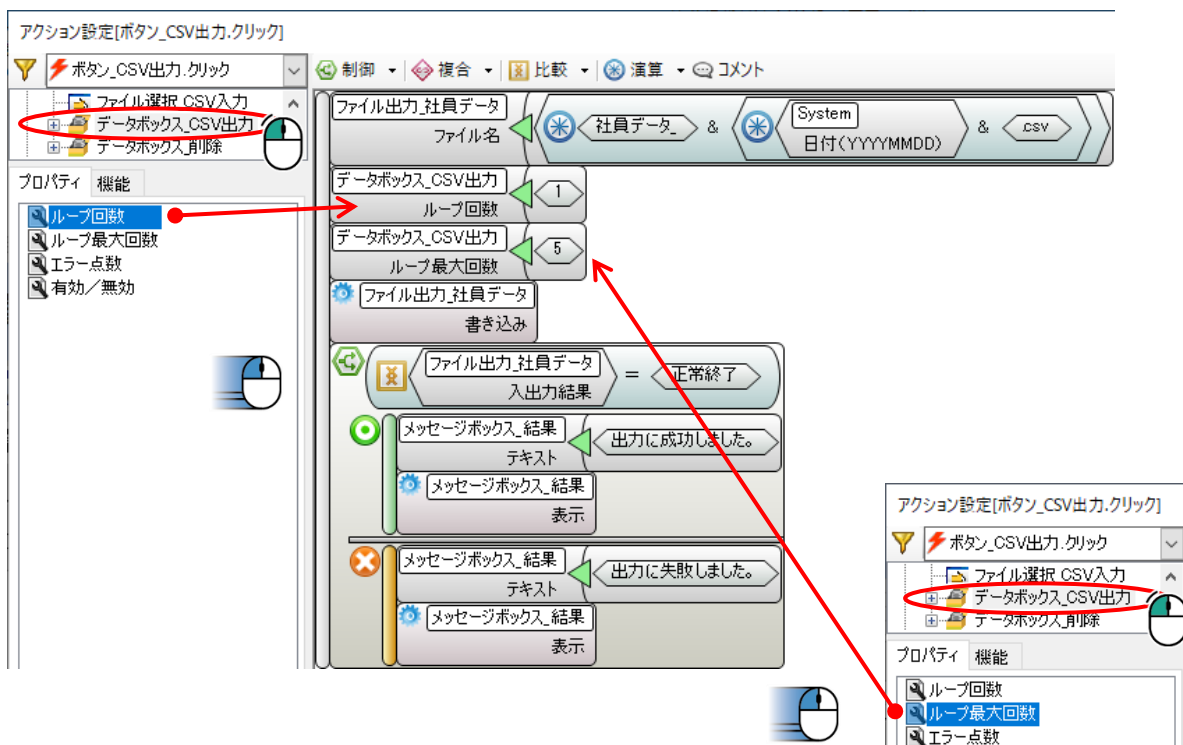 アクション設定[ボタン_CSV出力.クリック]
ボタン_CSV出力.クリック
制御 複合 比較 演算 コメント
ファイル選択_CSV入力
データボックス_CSV出力
データボックス_削除
プロパティ 機能
ループ回数
ループ最大回数
エラー点数
有効/無効
ファイル出力_社員データ
ファイル名
社員データ_ & System 日付(YYYYMMDD) & .csv
データボックス_CSV出力
ループ回数
1
データボックス_CSV出力
ループ最大回数
5
ファイル出力_社員データ
書き込み
ファイル出力_社員データ
入出力結果
= 正常終了
メッセージボックス_結果
テキスト
出力に成功しました。
メッセージボックス_結果
表示
メッセージボックス_結果
テキスト
出力に失敗しました。
メッセージボックス_結果
表示
アクション設定[ボタン_CSV出力.クリック]
ボタン_CSV出力.クリック
ファイル選択_CSV入力
データボックス_CSV出力
データボックス_削除
プロパティ 機能
ループ回数
ループ最大回数
エラー点数